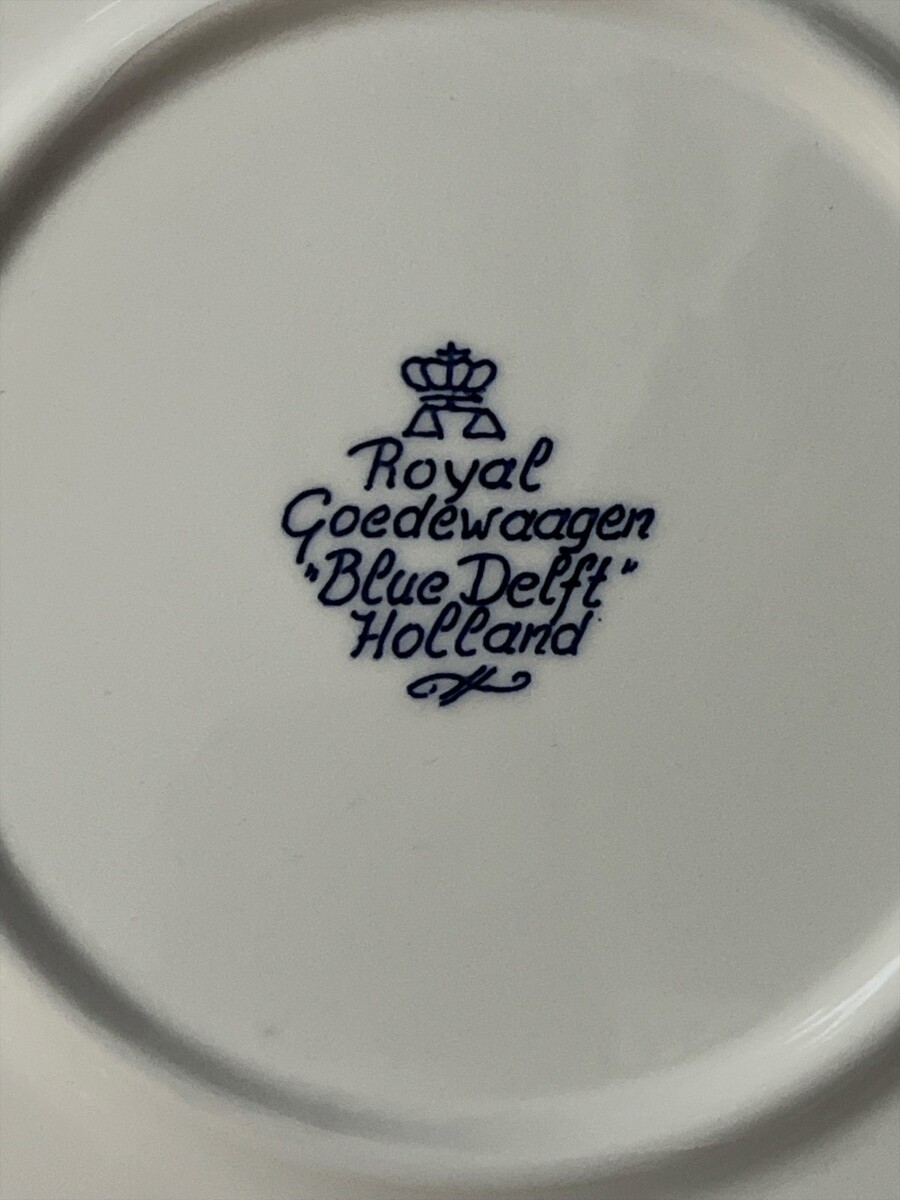 Royal
Goedewaagen
"Blue Delft"
Holland